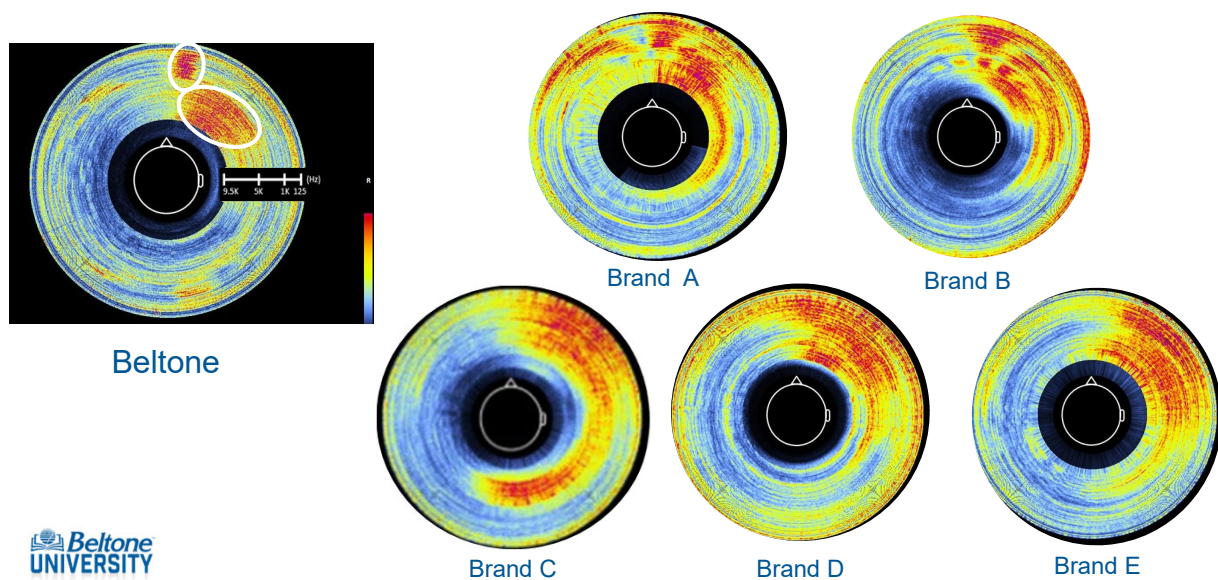 (Hz)
9.5K 5K 1K 125
R
Beltone
Brand A
Brand B
Brand C
Brand D
Brand E
Beltone
UNIVERSITY